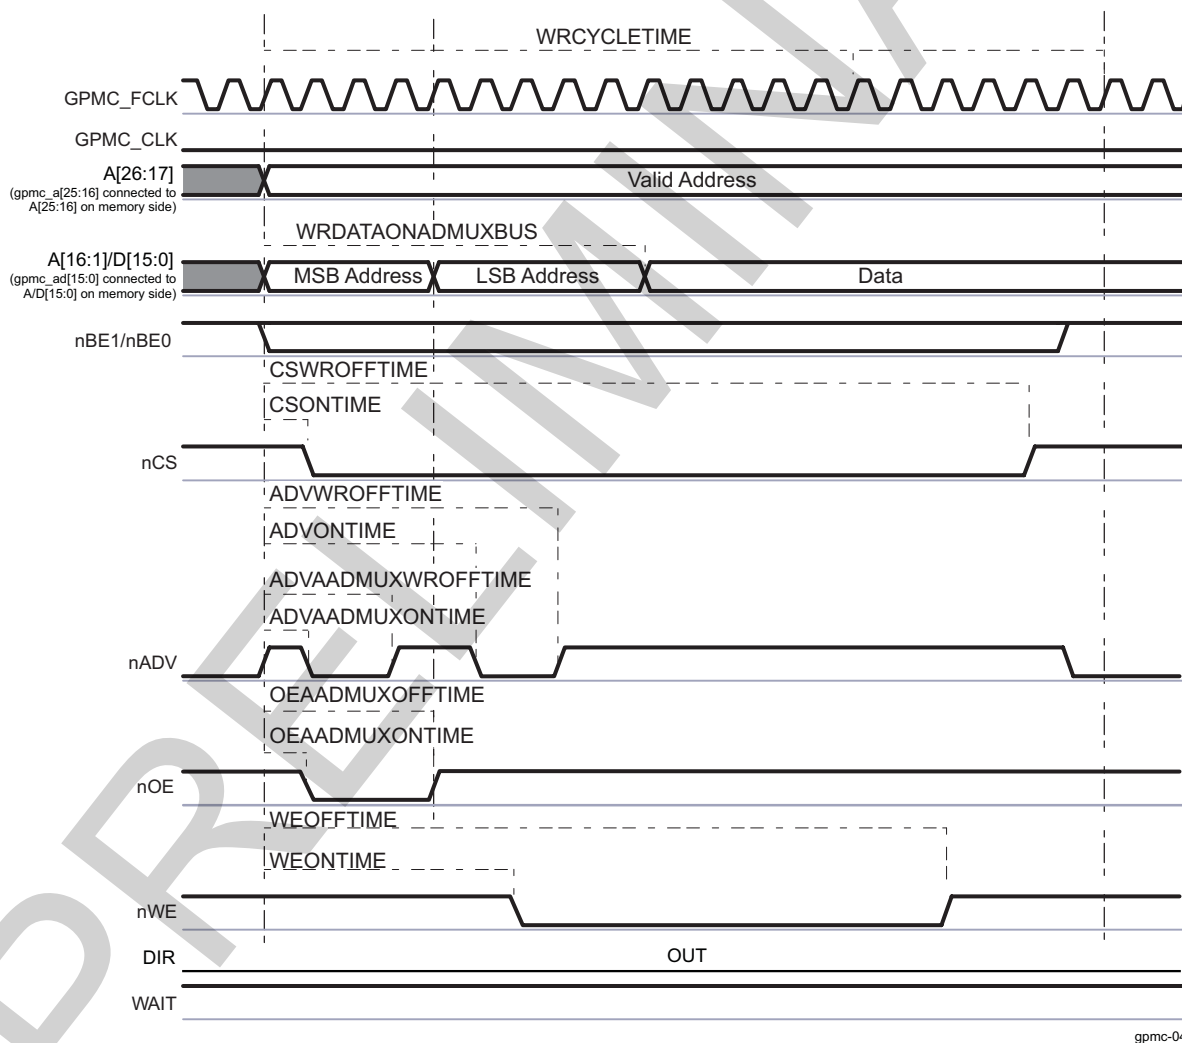 WRCYCLETIME
GPMC_FCLK
GPMC_CLK
A[26:17]
(gpmc_a[25:16] connected to
A[25:16] on memory side)
Valid Address
WRDATAONADMUXBUS
A[16:1]/D[15:0]
(gpmc_ad[15:0] connected to
A/D[15:0] on memory side)
MSB Address
LSB Address
Data
nBE1/nBE0
CSWROFFTIME
CSONTIME
nCS
ADVWROFFTIME
ADVONTIME
ADVAADMUXWROFFTIME
ADVAADMUXONTIME
nADV
OEAADMUXOFFTIME
OEAADMUXONTIME
nOE
WEOFFTIME
WEONTIME
nWE
DIR
OUT
WAIT
gpmc-04